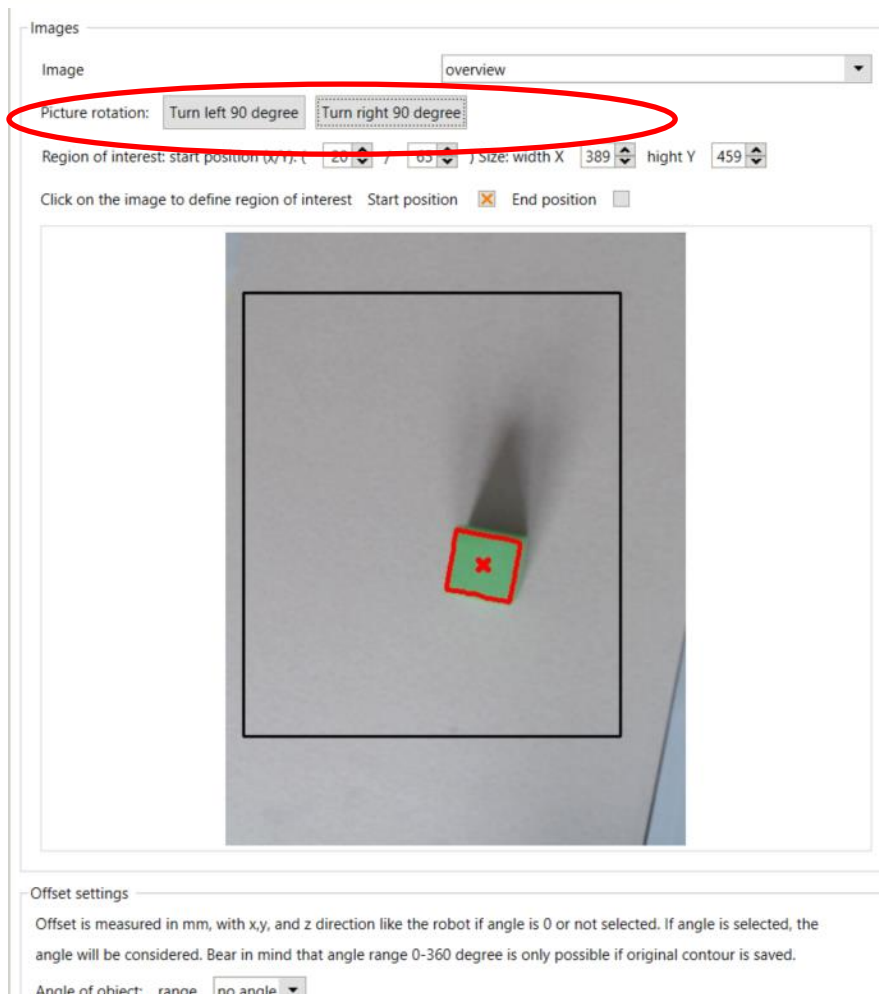 Images
Image overview
Picture rotation: Turn left 90 degree Turn right 90 degree
Region of interest: start position (x/Y): ( 20 / 65 ) Size: width X 389 hight Y 459
Click on the image to define region of interest Start position End position
Offset settings
Offset is measured in mm, with x,y, and z direction like the robot if angle is 0 or not selected. If angle is selected, the
angle will be considered. Bear in mind that angle range 0-360 degree is only possible if original contour is saved.
Angle of object: range no angle